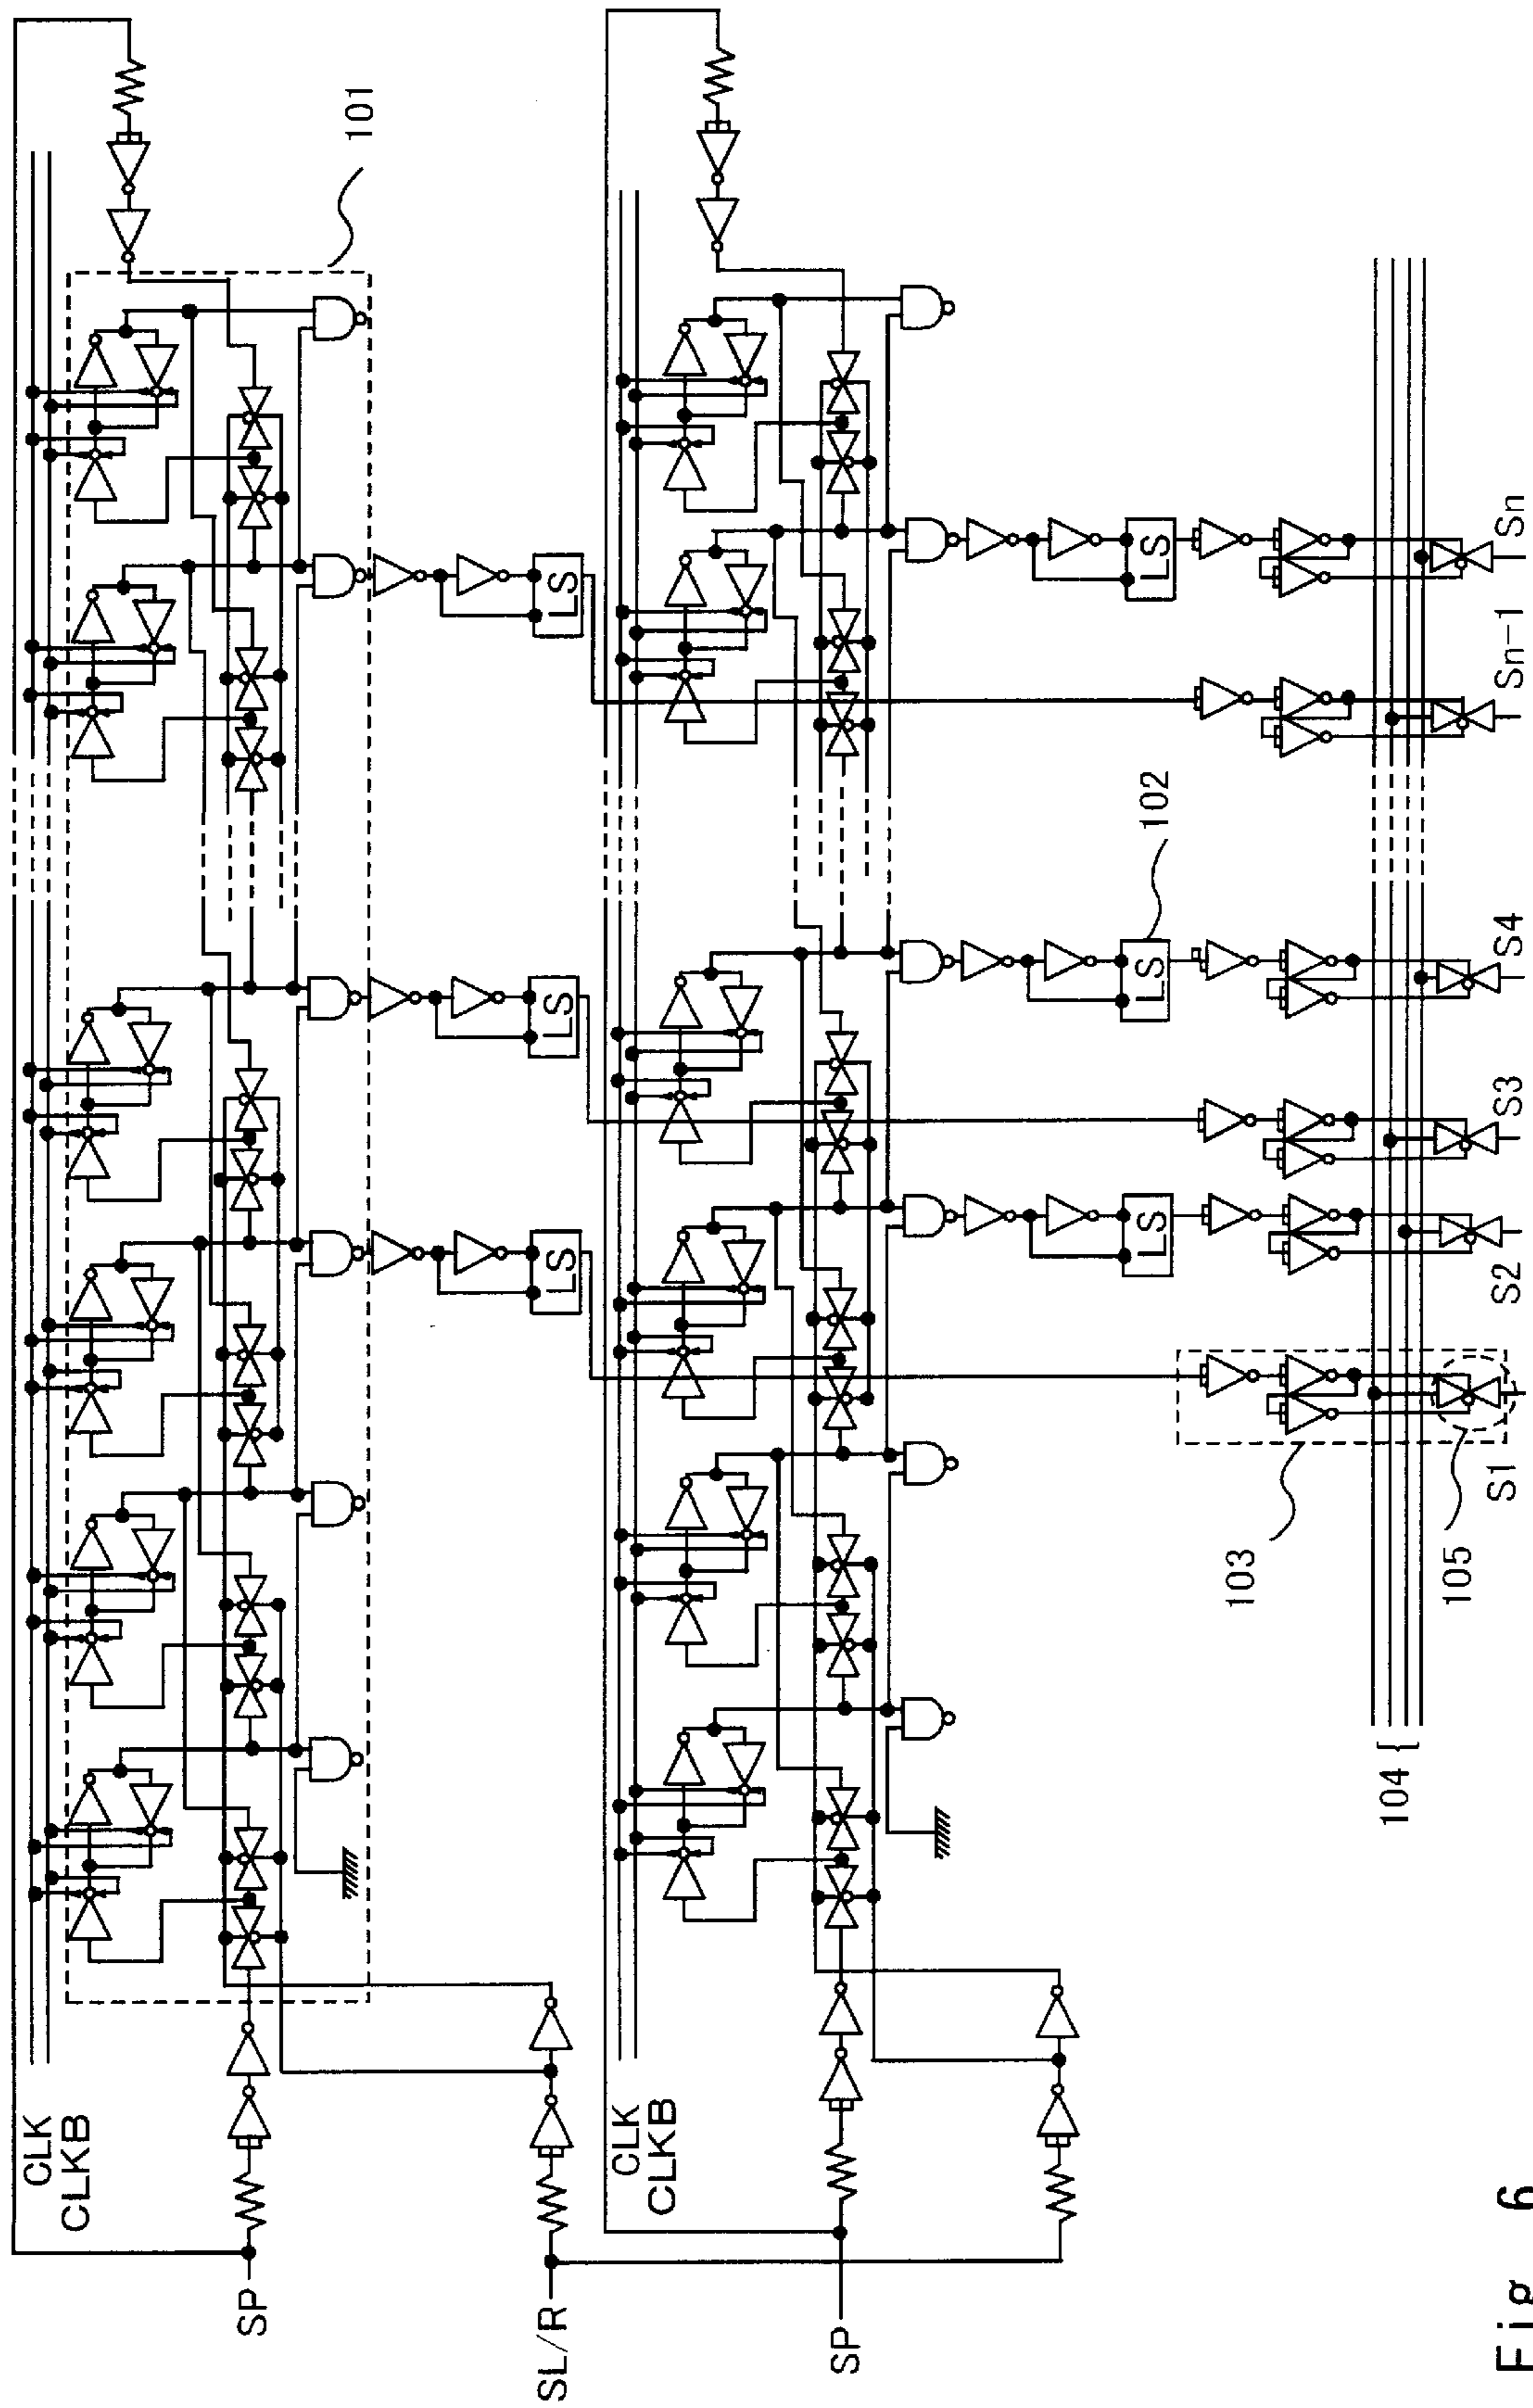 CLK
CLKB
SP
101
LS
LS
LS
SL/R
CLK
CLKB
SP
LS
LS
LS
102
103
104 {
105
S1
S2
S3
S4
Sn-1
Sn
Fig. 6